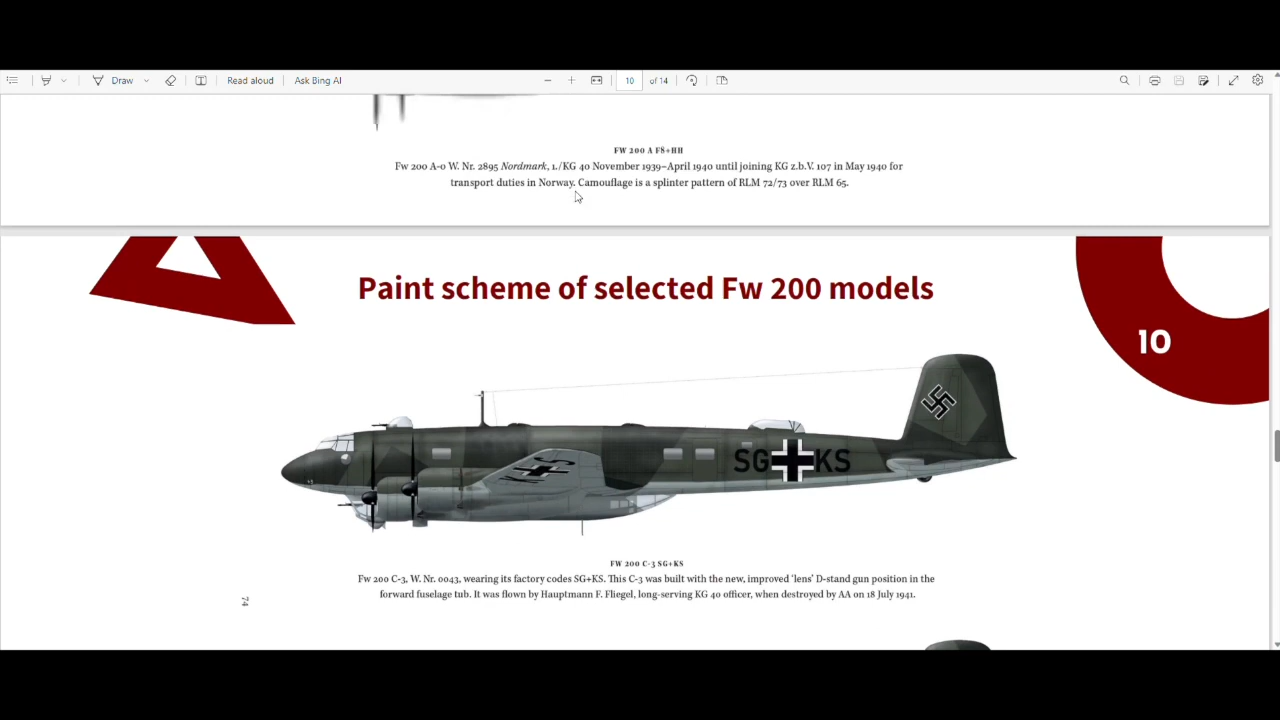 Draw
Read aloud
Ask Bing AI
10
of 14
FW 200 A F8+HH
Fw 200 A-0 W. Nr. 2895 Nordmark, 1./KG 40 November 1939–April 1940 until joining KG z.b.V. 107 in May 1940 for
transport duties in Norway. Camouflage is a splinter pattern of RLM 72/73 over RLM 65.
Paint scheme of selected Fw 200 models
10
SG KS
K S
FW 200 C-3 SG+KS
Fw 200 C-3, W. Nr. 0043, wearing its factory codes SG+KS. This C-3 was built with the new, improved ‘lens’ D-stand gun position in the
forward fuselage tub. It was flown by Hauptmann F. Fliegel, long-serving KG 40 officer, when destroyed by AA on 18 July 1941.
74